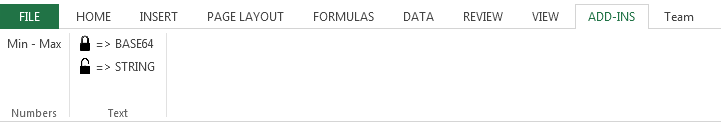 FILE HOME INSERT PAGE LAYOUT FORMULAS DATA REVIEW VIEW ADD-INS Team
Min - Max
=> BASE64
=> STRING
Numbers
Text